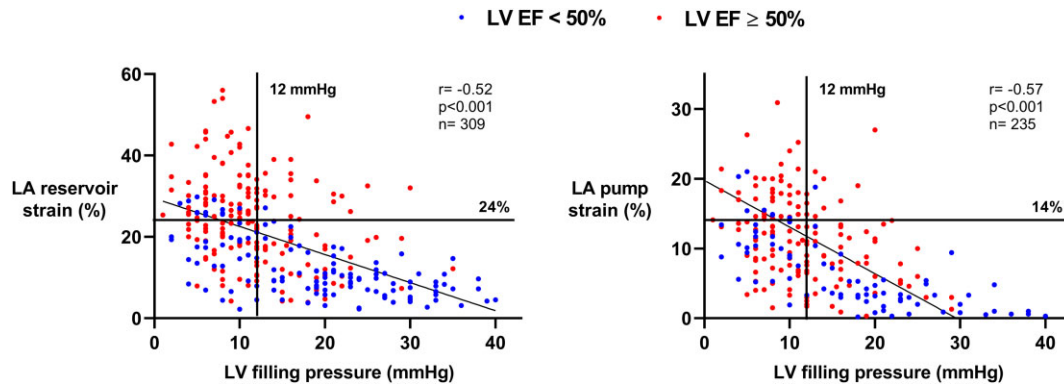 LV EF < 50%
LV EF ≥ 50%
60
40
20
0
LA reservoir
strain (%)
12 mmHg
r= -0.52
p<0.001
n= 309
24%
0
10
20
30
40
LV filling pressure (mmHg)
30
20
10
0
LA pump
strain (%)
12 mmHg
r= -0.57
p<0.001
n= 235
14%
0
10
20
30
40
LV filling pressure (mmHg)